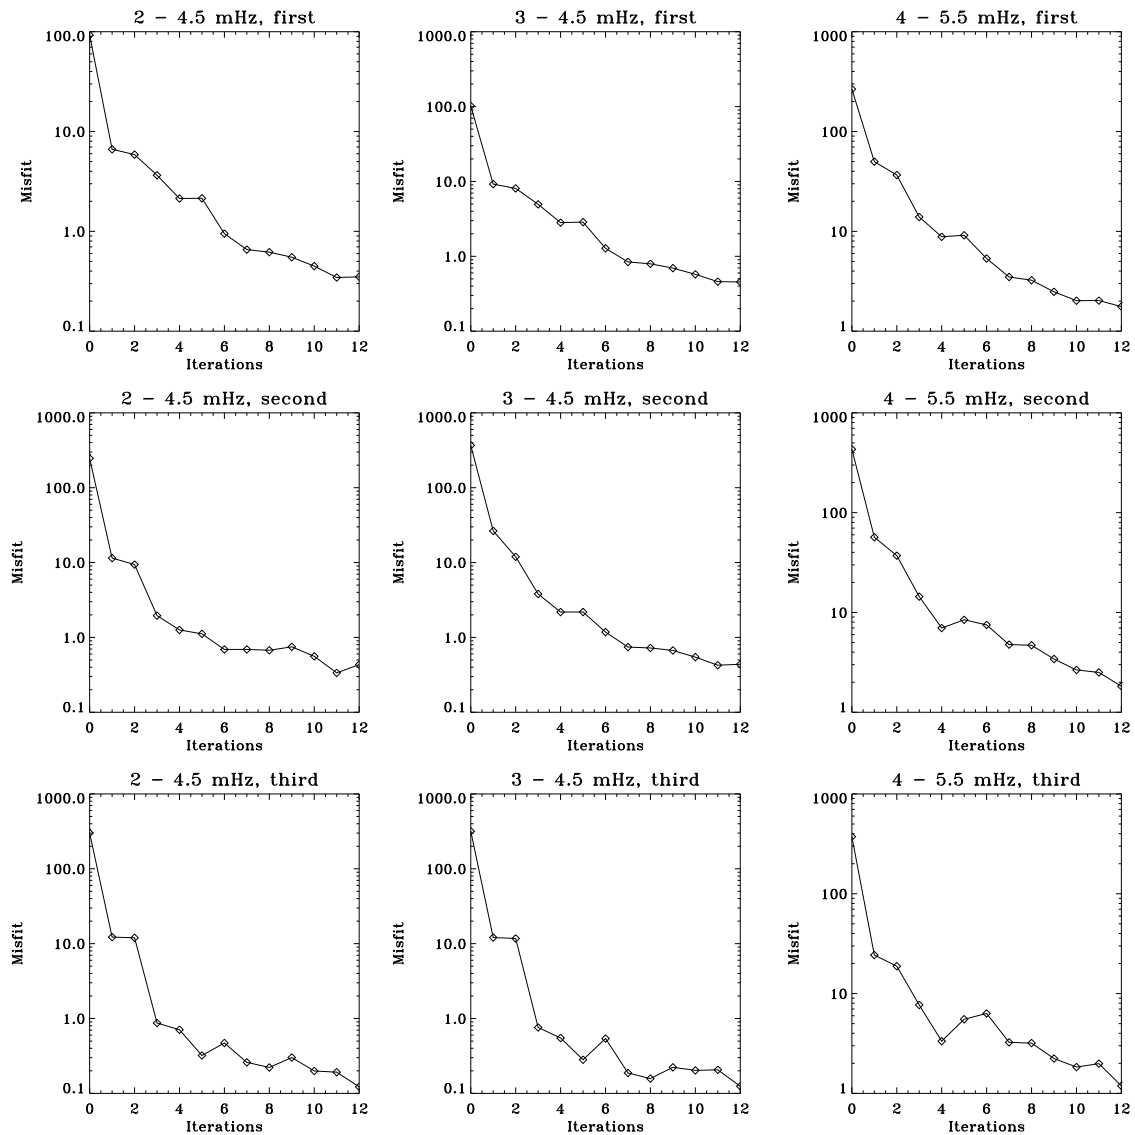 2 − 4.5 mHz, first
100.0
10.0
1.0
0.1
Misfit
0 2 4 6 8 10 12
Iterations
3 − 4.5 mHz, first
1000.0
100.0
10.0
1.0
0.1
Misfit
0 2 4 6 8 10 12
Iterations
4 − 5.5 mHz, first
1000
100
10
1
Misfit
0 2 4 6 8 10 12
Iterations
2 − 4.5 mHz, second
1000.0
100.0
10.0
1.0
0.1
Misfit
0 2 4 6 8 10 12
Iterations
3 − 4.5 mHz, second
1000.0
100.0
10.0
1.0
0.1
Misfit
0 2 4 6 8 10 12
Iterations
4 − 5.5 mHz, second
1000
100
10
1
Misfit
0 2 4 6 8 10 12
Iterations
2 − 4.5 mHz, third
1000.0
100.0
10.0
1.0
0.1
Misfit
0 2 4 6 8 10 12
Iterations
3 − 4.5 mHz, third
1000.0
100.0
10.0
1.0
0.1
Misfit
0 2 4 6 8 10 12
Iterations
4 − 5.5 mHz, third
1000
100
10
1
Misfit
0 2 4 6 8 10 12
Iterations